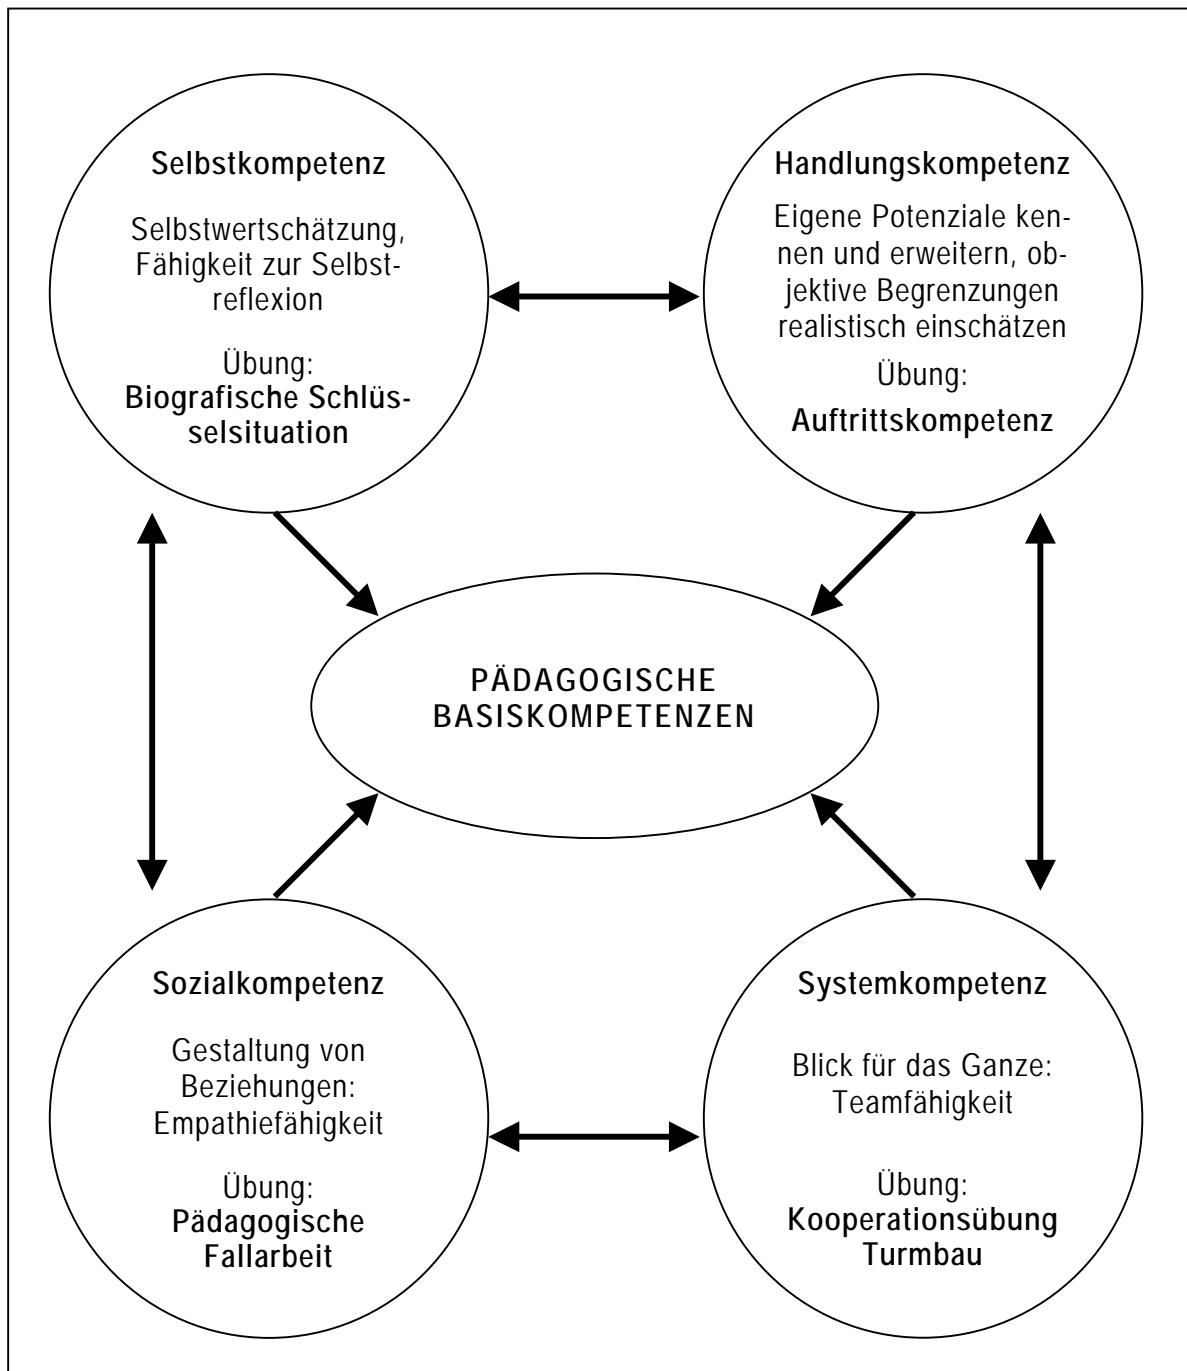 Selbstkompetenz
Selbstwertschätzung,
Fähigkeit zur Selbst-
reflexion
Übung:
Biografische Schlüs-
selsituation
Handlungskompetenz
Eigene Potenziale ken-
nen und erweitern, ob-
jektive Begrenzungen
realistisch einschätzen
Übung:
Auftrittskompetenz
PÄDAGOGISCHE
BASISKOMPETENZEN
Sozialkompetenz
Gestaltung von
Beziehungen:
Empathiefähigkeit
Übung:
Pädagogische
Fallarbeit
Systemkompetenz
Blick für das Ganze:
Teamfähigkeit
Übung:
Kooperationsübung
Turmbau